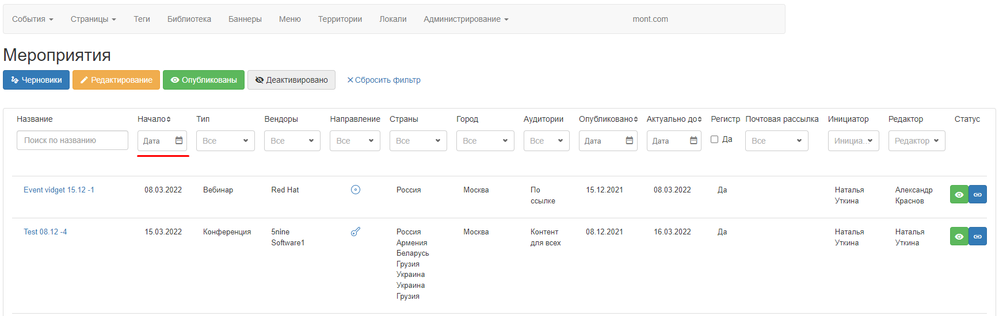 События Страницы Теги Библиотека Баннеры Меню Территории Локали Администрирование mont.com
Мероприятия
Черновики Редактирование Опубликованы Деактивировано Сбросить фильтр
Название Начало Тип Вендоры Направление Страны Город Аудитории Опубликовано Актуально до Регистр Почтовая рассылка Инициатор Редактор Статус
Поиск по названию Дата Все Все Все Все Все Все Дата Дата Да Все Инициа... Редактор
Event vidget 15.12 -1 08.03.2022 Вебинар Red Hat Россия Москва По 15.12.2021 08.03.2022 Да Наталья Александр
ссылке Уткина Краснов
Test 08.12 -4 15.03.2022 Конференция 5nine Россия Москва Контент 08.12.2021 16.03.2022 Да Наталья Наталья
Software1 Армения для всех Уткина Уткина
Беларусь
Грузия
Украина
Украина
Грузия